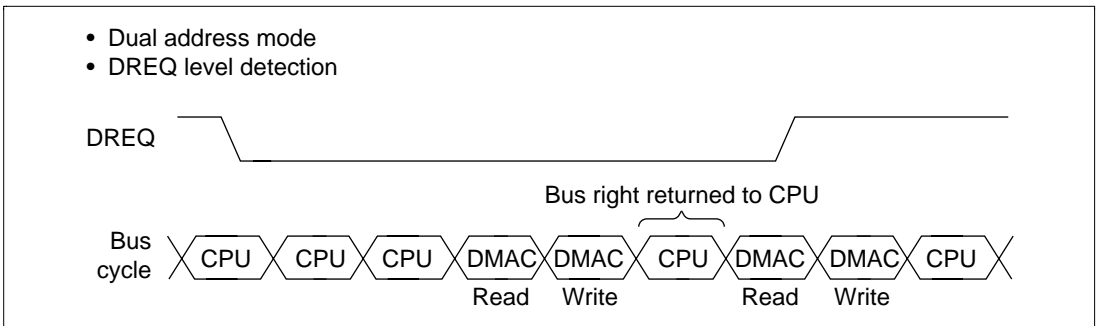 • Dual address mode
• DREQ level detection
DREQ
Bus right returned to CPU
Bus cycle
CPU CPU CPU DMAC DMAC CPU DMAC DMAC CPU
Read Write Read Write